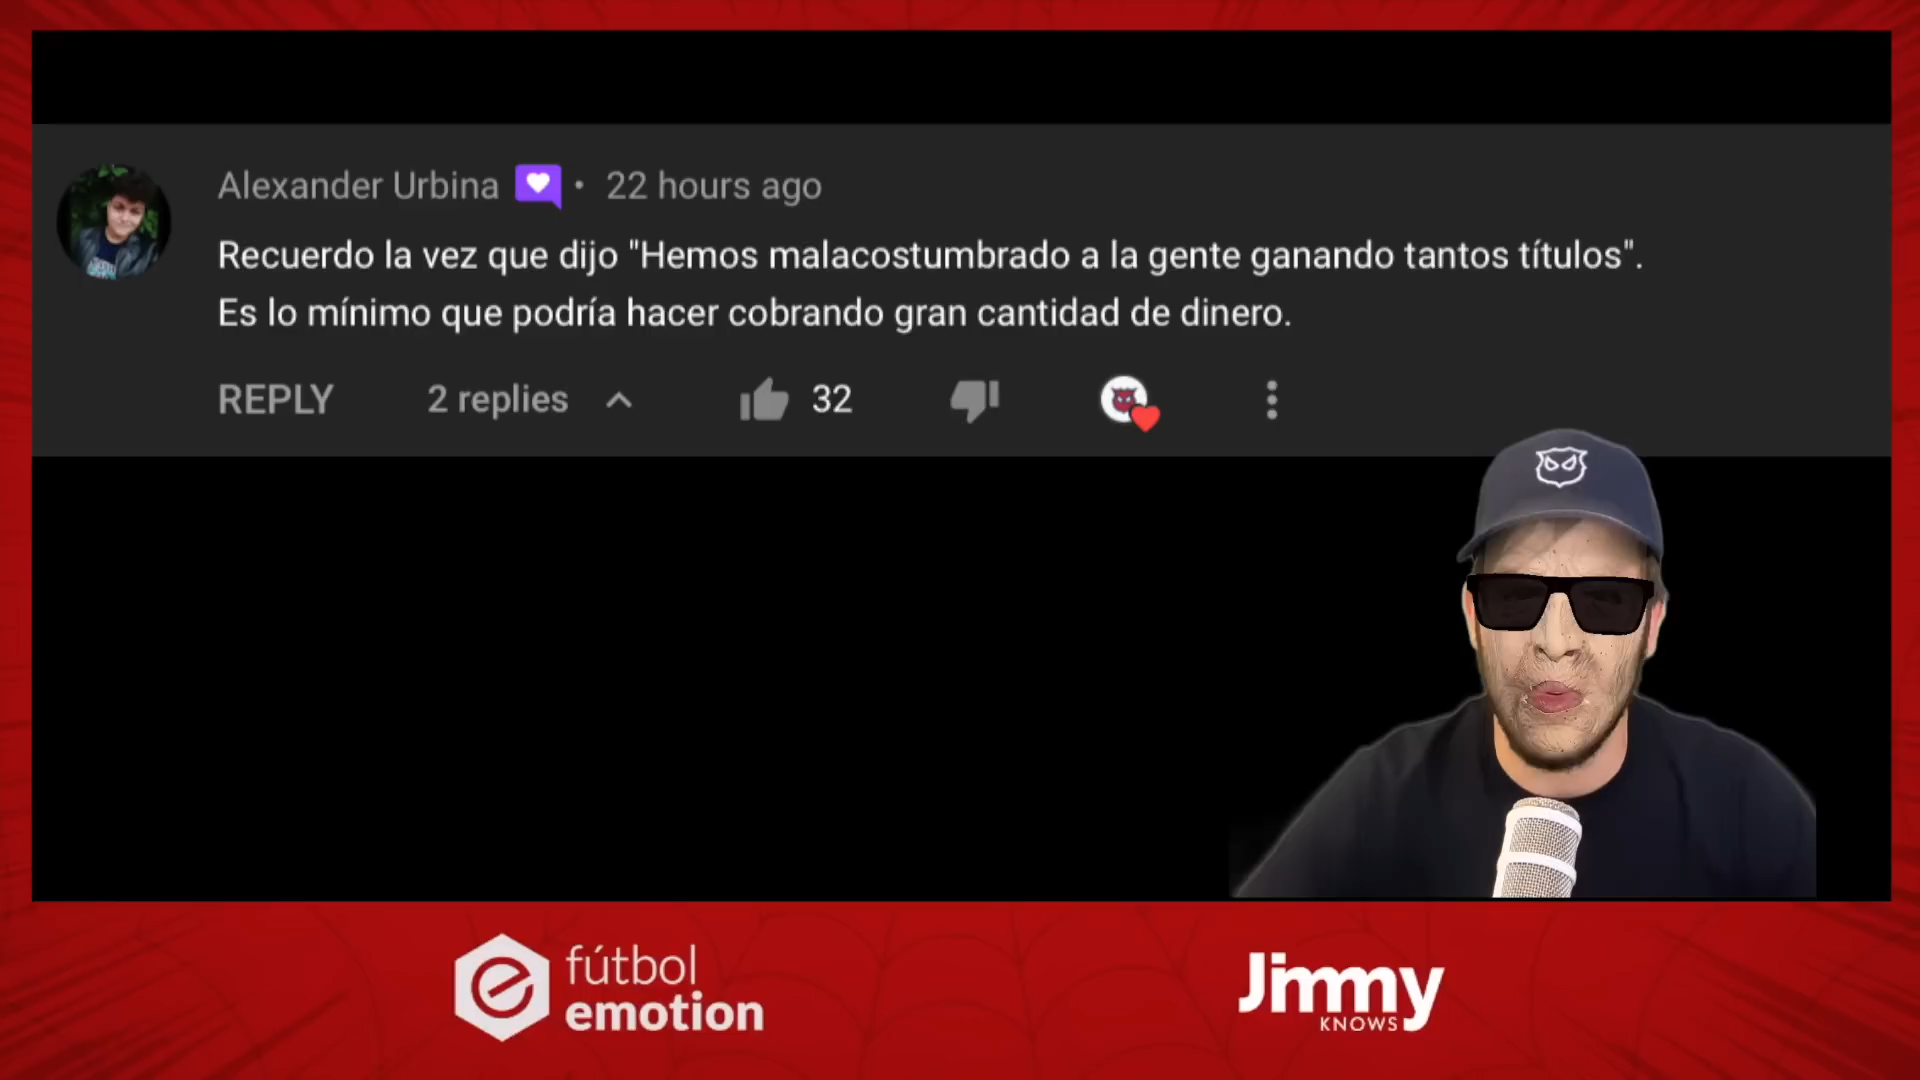 Alexander Urbina • 22 hours ago
Recuerdo la vez que dijo "Hemos malacostumbrado a la gente ganando tantos títulos".
Es lo mínimo que podría hacer cobrando gran cantidad de dinero.
REPLY 2 replies 32
fútbol
emotion
Jimmy
KNOWS